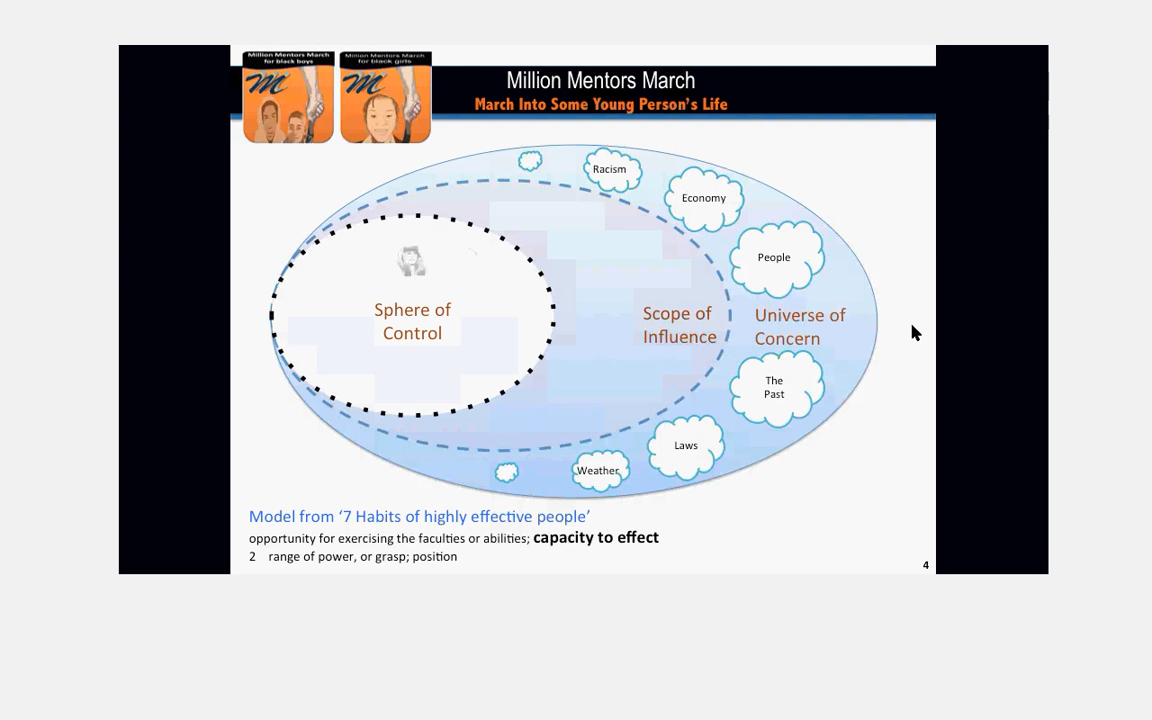 Million Mentors March
for black boys
Million Mentors March
for black girls
Million Mentors March
March Into Some Young Person's Life
Racism
Economy
People
Sphere of
Control
Scope of
Influence
Universe of
Concern
The
Past
Laws
Weather
Model from ‘7 Habits of highly effective people’
opportunity for exercising the faculties or abilities; capacity to effect
2 range of power, or grasp; position
4